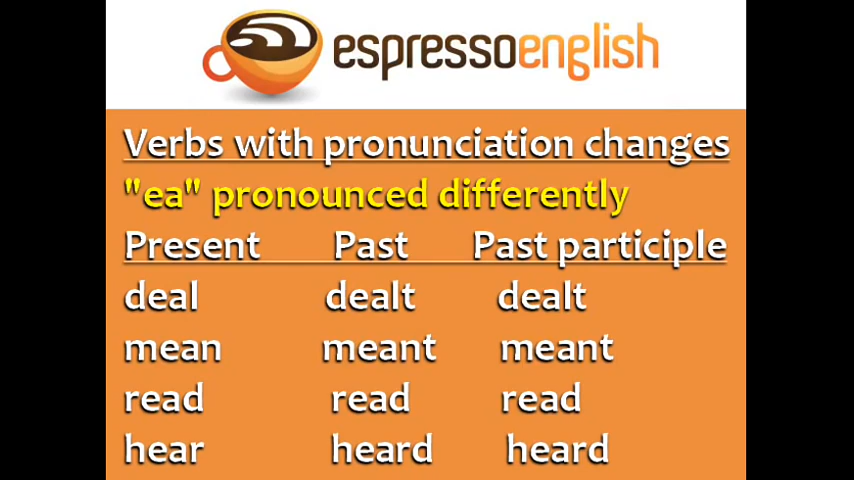 espressoenglish
Verbs with pronunciation changes
"ea" pronounced differently
Present Past Past participle
deal dealt dealt
mean meant meant
read read read
hear heard heard